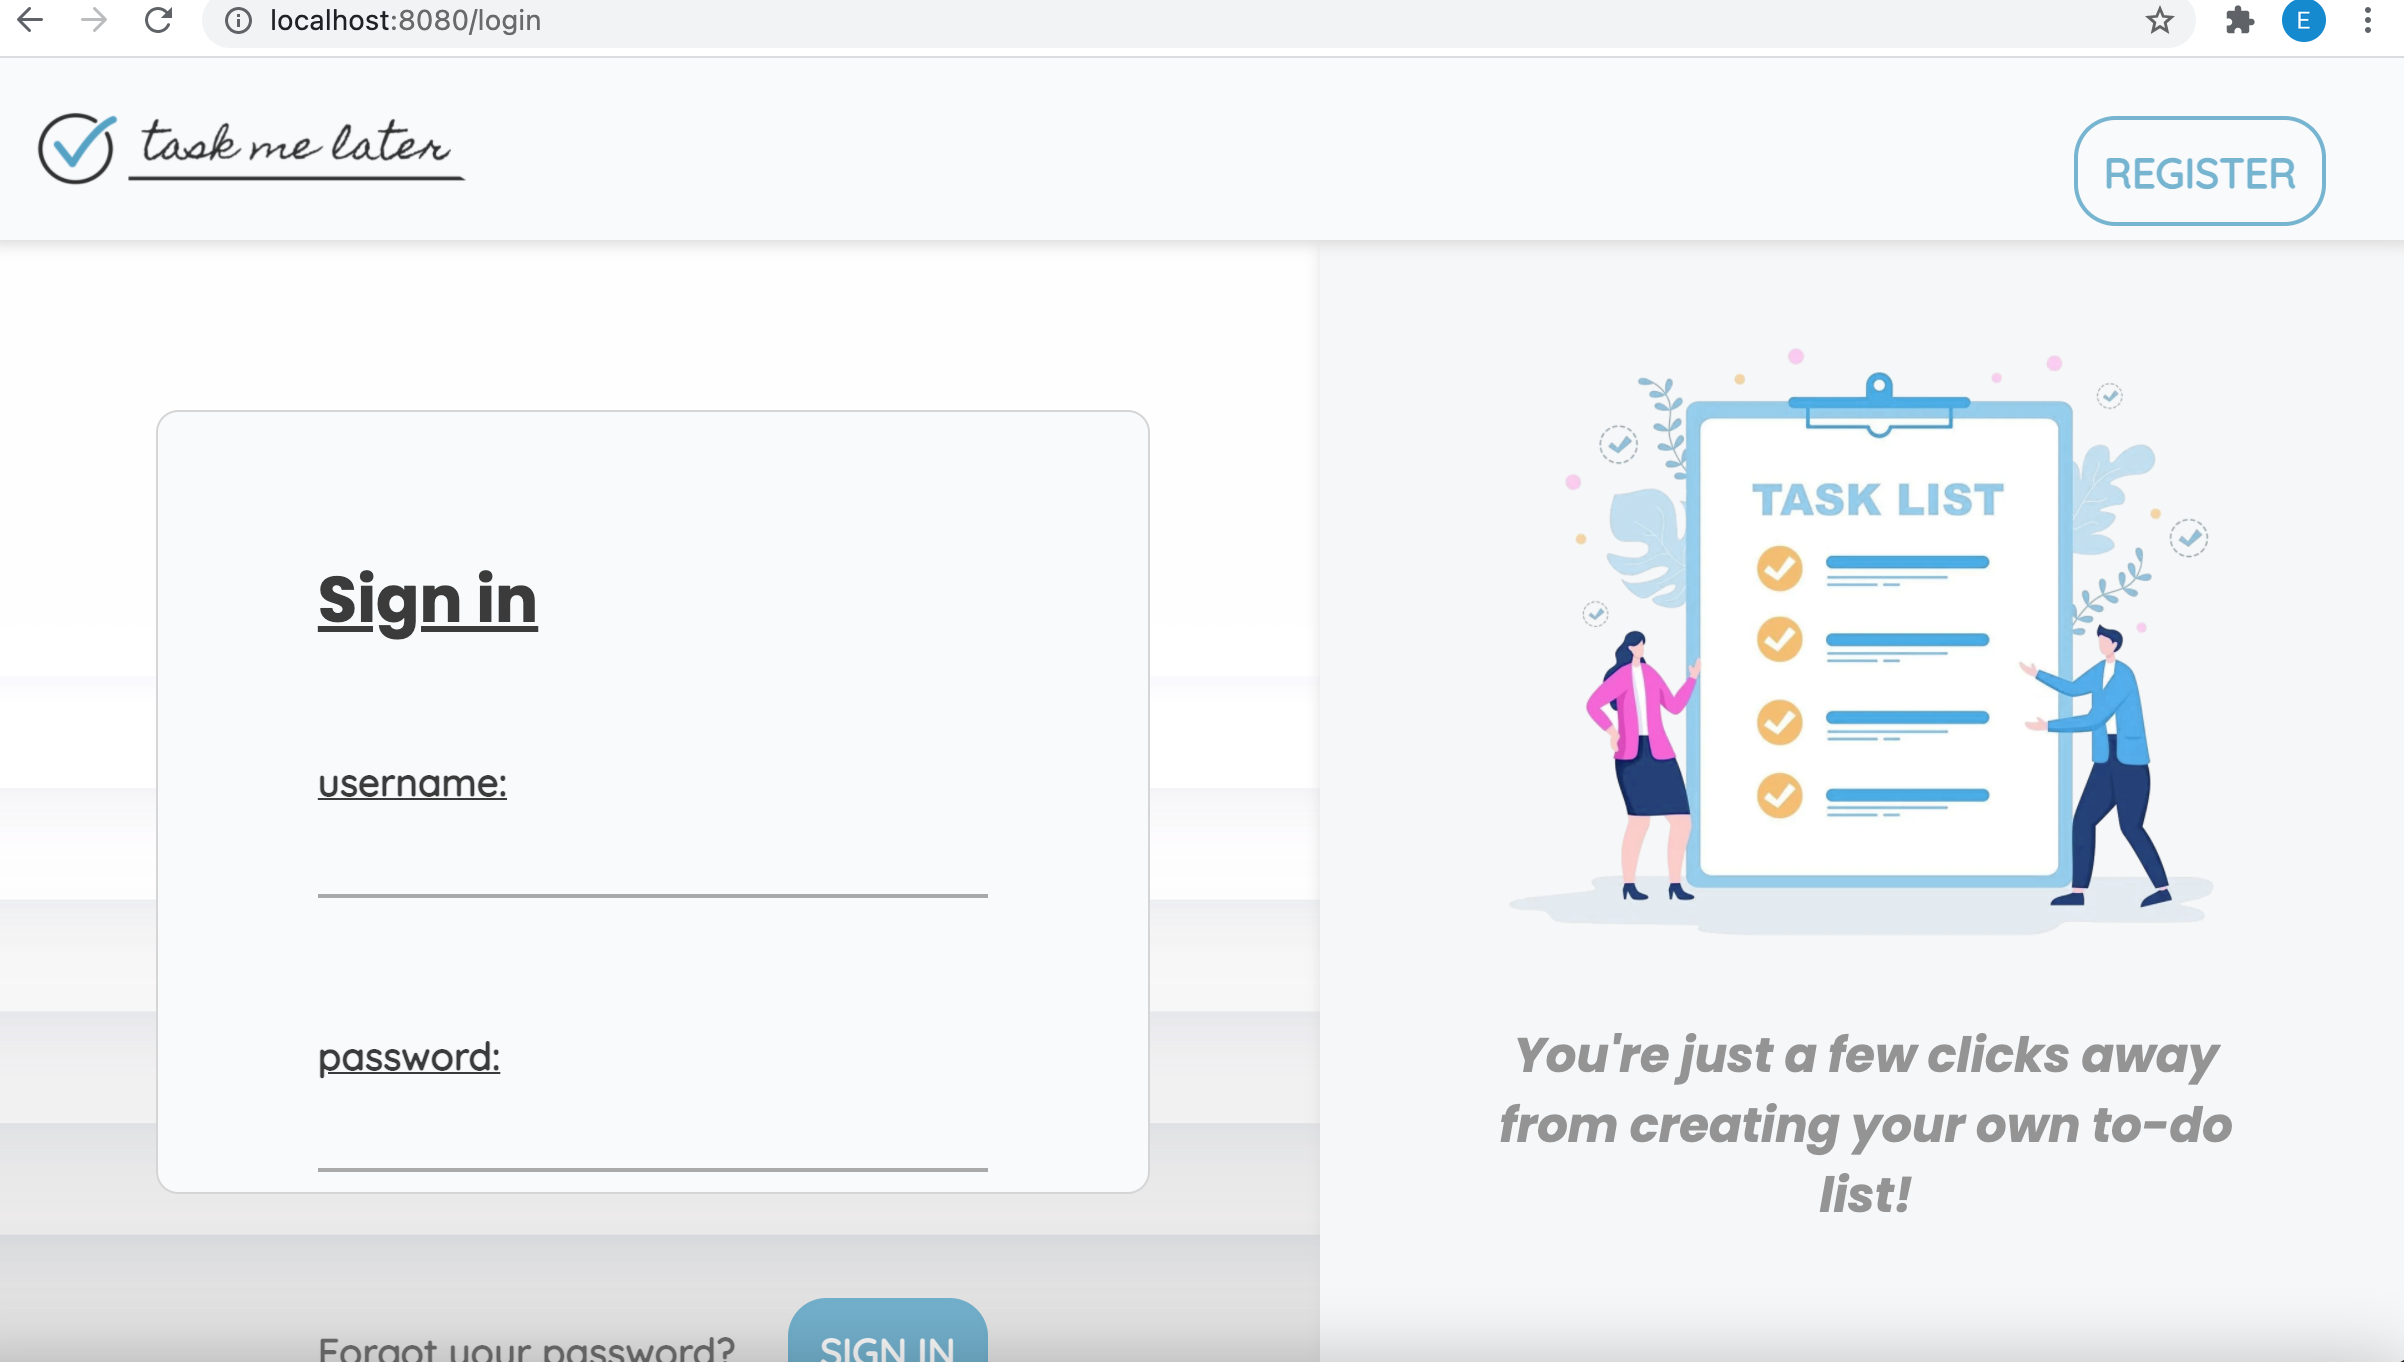 localhost:8080/login
E
task me later
REGISTER
Sign in
username:
password:
Forgot your password?
SIGN IN
TASK LIST
You're just a few clicks away
from creating your own to-do
list!